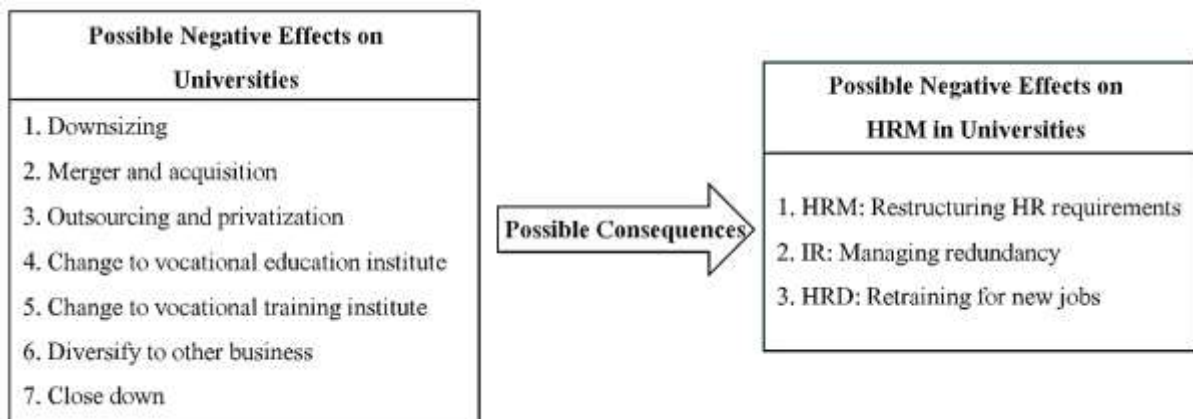 Possible Negative Effects on
Universities
1. Downsizing
2. Merger and acquisition
3. Outsourcing and privatization
4. Change to vocational education institute
5. Change to vocational training institute
6. Diversify to other business
7. Close down
Possible Consequences
Possible Negative Effects on
HRM in Universities
1. HRM: Restructuring HR requirements
2. IR: Managing redundancy
3. HRD: Retraining for new jobs